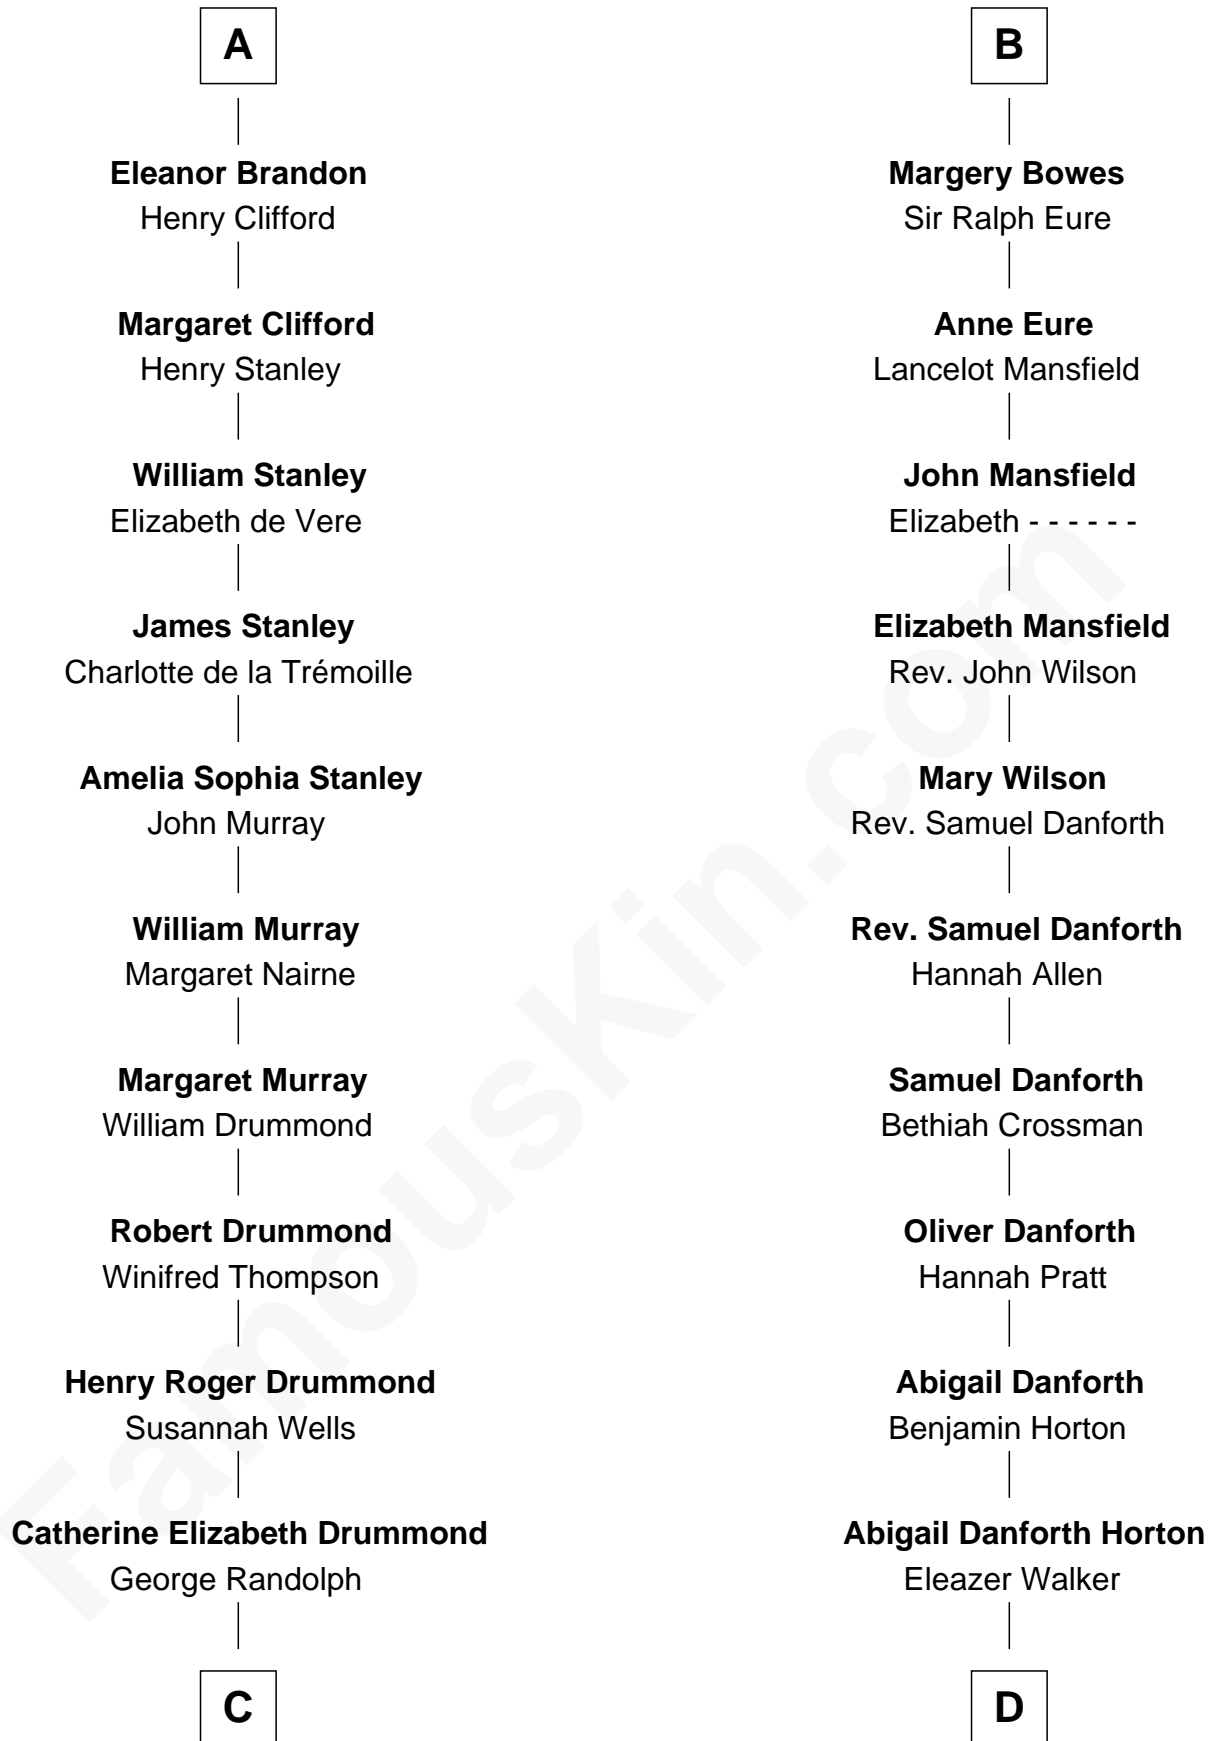 A
Eleanor Brandon
Henry Clifford
Margaret Clifford
Henry Stanley
William Stanley
Elizabeth de Vere
James Stanley
Charlotte de la Trémoille
Amelia Sophia Stanley
John Murray
William Murray
Margaret Nairne
Margaret Murray
William Drummond
Robert Drummond
Winifred Thompson
Henry Roger Drummond
Susannah Wells
Catherine Elizabeth Drummond
George Randolph
C
B
Margery Bowes
Sir Ralph Eure
Anne Eure
Lancelot Mansfield
John Mansfield
Elizabeth - - - - - -
Elizabeth Mansfield
Rev. John Wilson
Mary Wilson
Rev. Samuel Danforth
Rev. Samuel Danforth
Hannah Allen
Samuel Danforth
Bethiah Crossman
Oliver Danforth
Hannah Pratt
Abigail Danforth
Benjamin Horton
Abigail Danforth Horton
Eleazer Walker
D
FamousKin.com